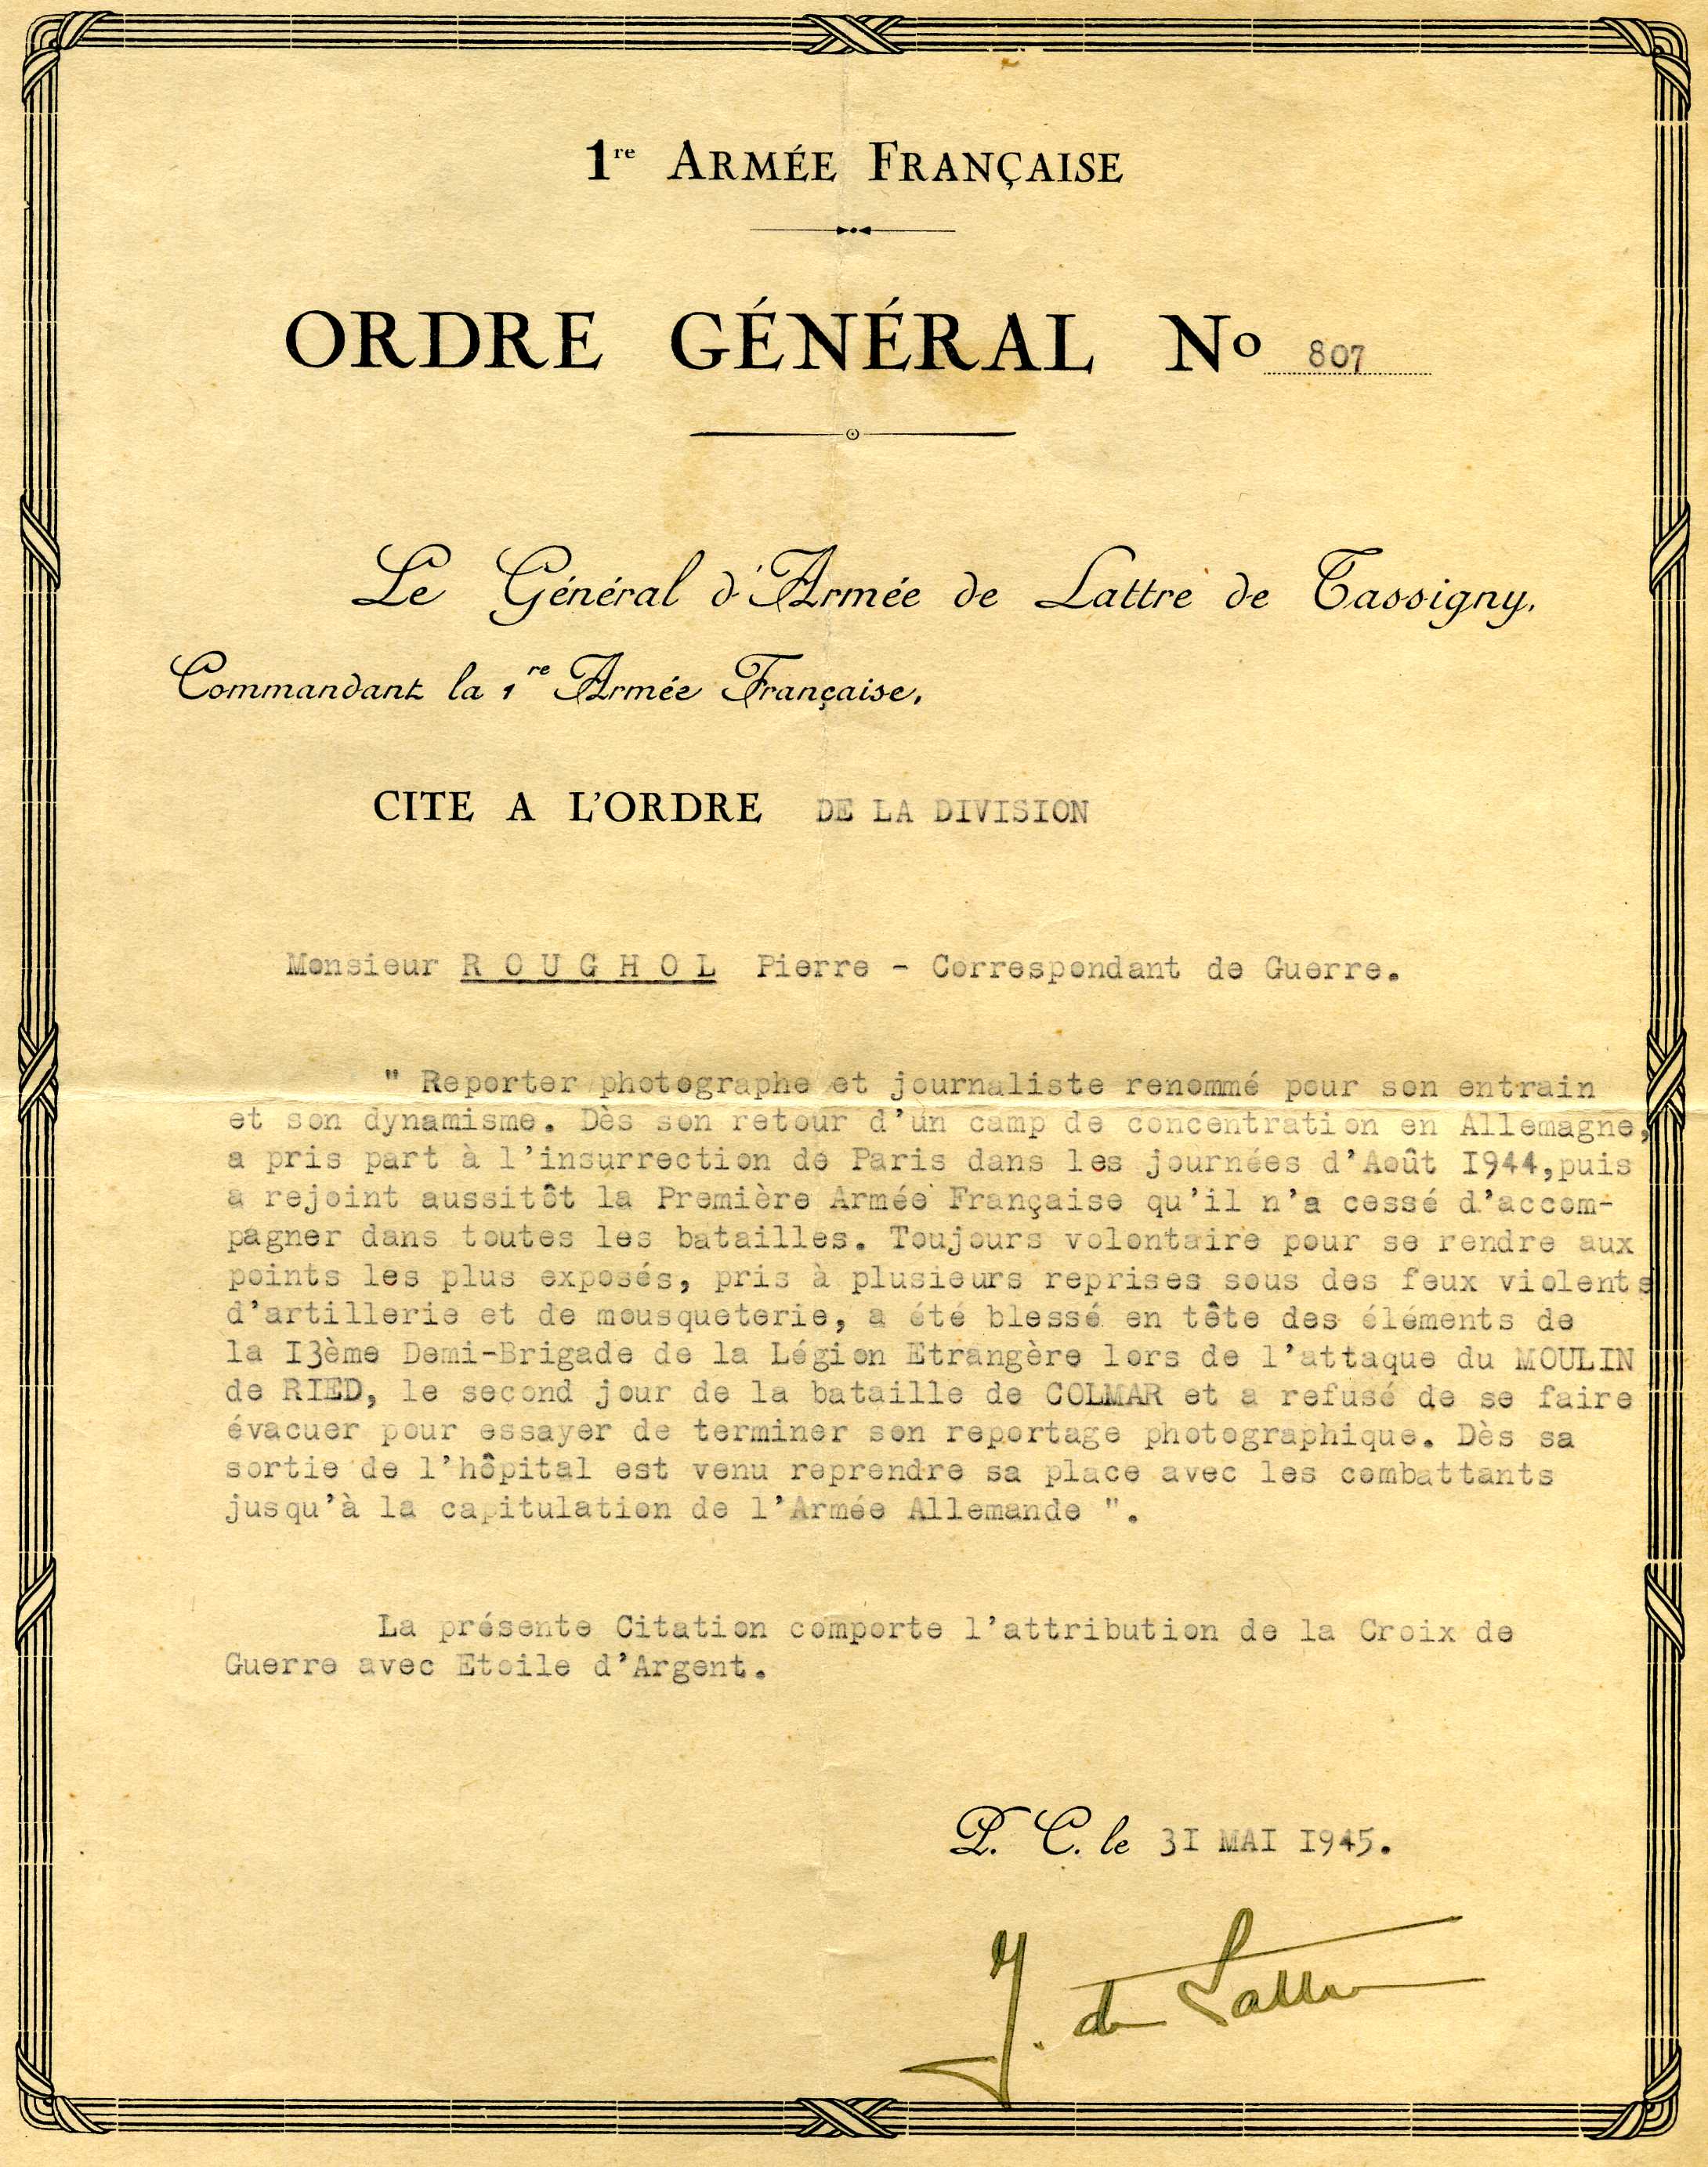 1re ARMÉE FRANÇAISE
ORDRE GÉNÉRAL No 807
Le Général d'Armée de Lattre de Tassigny,
Commandant la 1re Armée Française,
CITE A L'ORDRE DE LA DIVISION
Monsieur R O U G H O L Pierre - Correspondant de Guerre.
" Reporter photographe et journaliste renommé pour son entrain
et son dynamisme. Dès son retour d'un camp de concentration en Allemagne,
a pris part à l'insurrection de Paris dans les journées d'Août I944,puis
a rejoint aussitôt la Première Armée Française qu'il n'a cessé d'accom-
pagner dans toutes les batailles. Toujours volontaire pour se rendre aux
points les plus exposés, pris à plusieurs reprises sous des feux violents
d'artillerie et de mousqueterie, a été blessé en tête des éléments de
la I3ème Demi-Brigade de la Légion Etrangère lors de l'attaque du MOULIN
de RIED, le second jour de la bataille de COLMAR et a refusé de se faire
évacuer pour essayer de terminer son reportage photographique. Dès sa
sortie de l'hôpital est venu reprendre sa place avec les combattants
jusqu'à la capitulation de l'Armée Allemande ".
La présente Citation comporte l'attribution de la Croix de
Guerre avec Etoile d'Argent.
P. C. le 3I MAI I945.
J. de Lattre